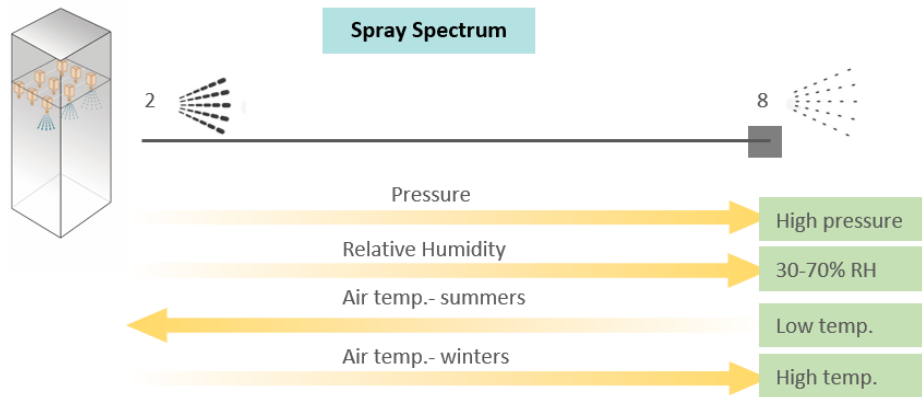 Spray Spectrum
2
8
Pressure
High pressure
Relative Humidity
30-70% RH
Air temp.- summers
Low temp.
Air temp.- winters
High temp.